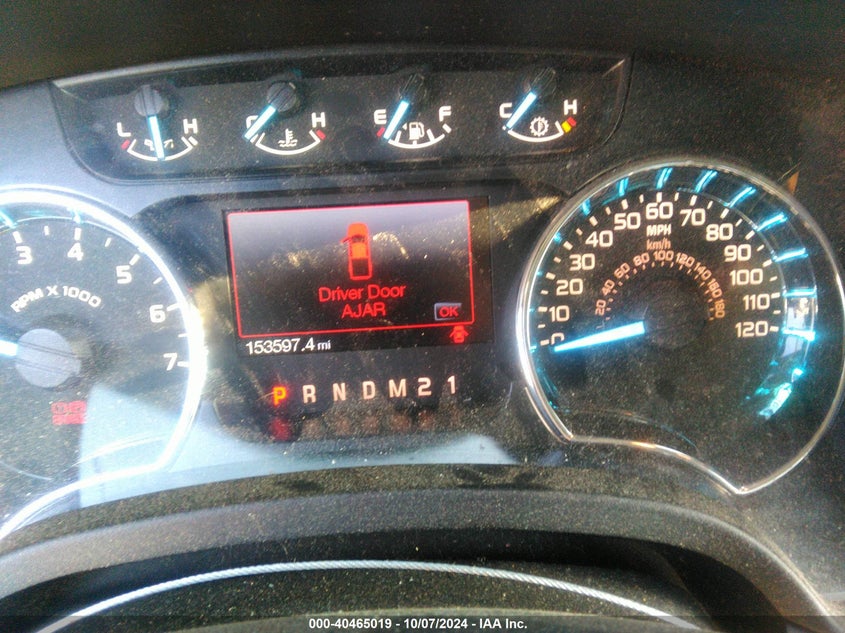 L H
C H
E F
C H
3 4 5 6 7
RPM X 1000
Driver Door
AJAR
OK
153597.4 mi
P R N D M 2 1
0 10 20 30 40 50 60 70 80 90 100 110 120
MPH
km/h
20 40 60 80 100 120 140 160 180
000-40465019 - 10/07/2024 - IAA Inc.